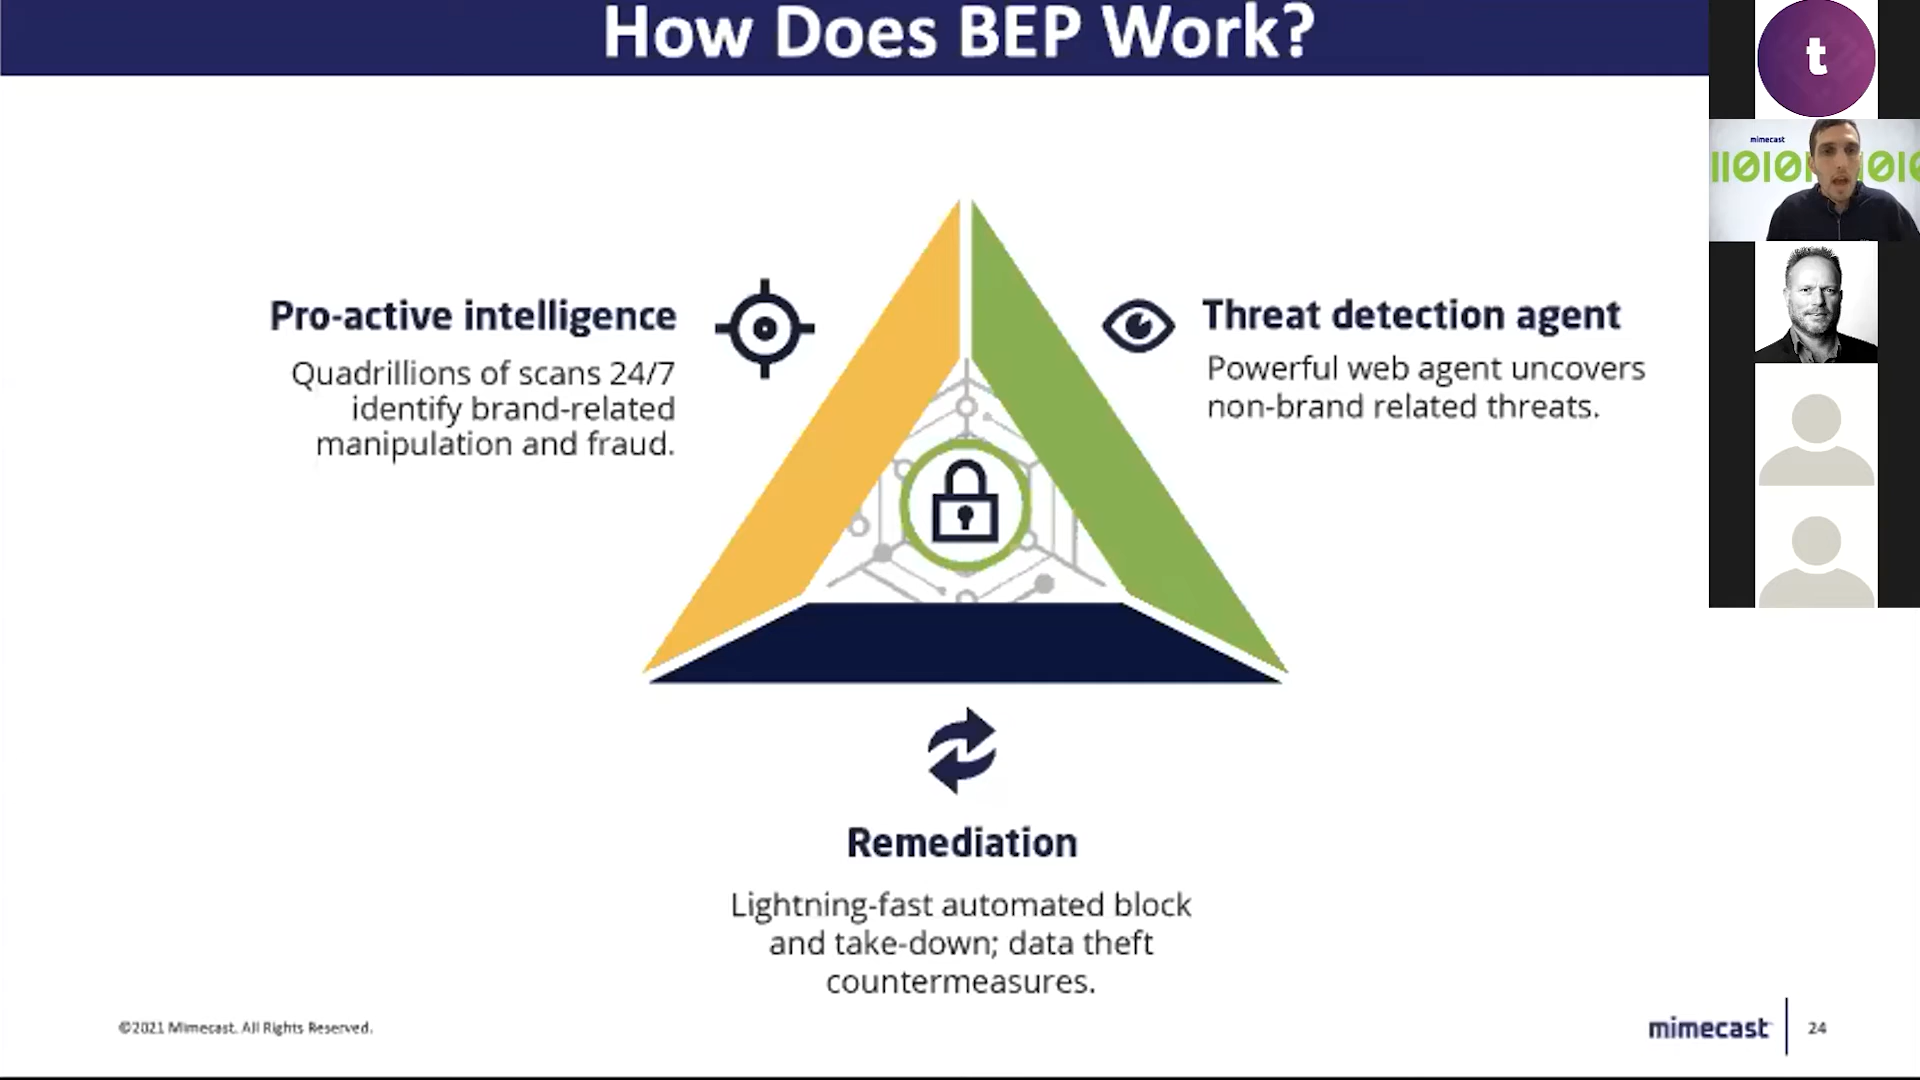 How Does BEP Work?
Pro-active intelligence
Quadrillions of scans 24/7
identify brand-related
manipulation and fraud.
Threat detection agent
Powerful web agent uncovers
non-brand related threats.
Remediation
Lightning-fast automated block
and take-down; data theft
countermeasures.
©2021 Mimecast. All Rights Reserved.
mimecast
24
t
mimecast